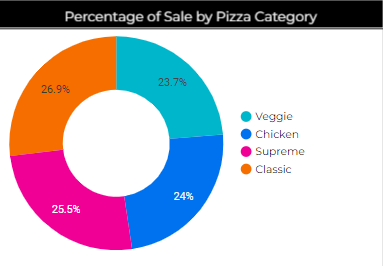 Percentage of Sale by Pizza Category
26.9%
23.7%
Veggie
Chicken
Supreme
Classic
25.5%
24%